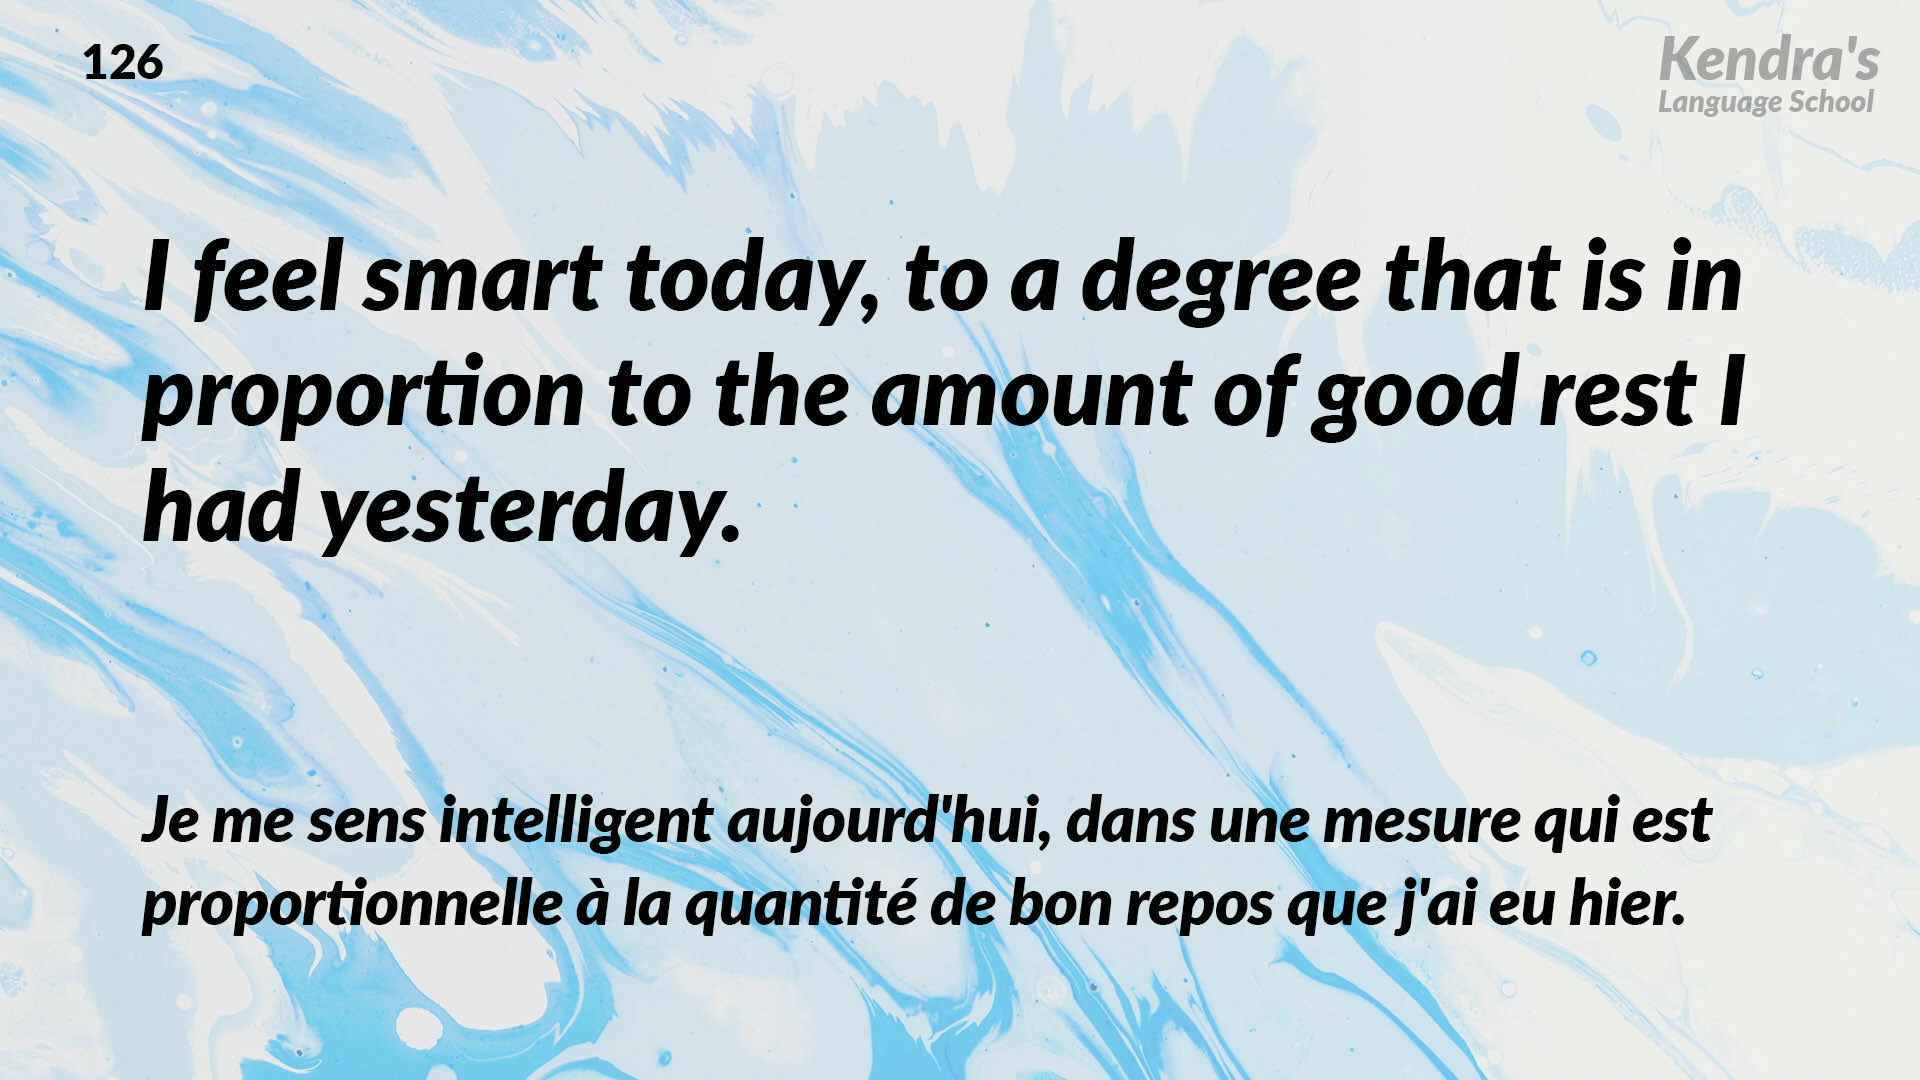 126
Kendra's
Language School
I feel smart today, to a degree that is in
proportion to the amount of good rest I
had yesterday.
Je me sens intelligent aujourd'hui, dans une mesure qui est
proportionnelle à la quantité de bon repos que j'ai eu hier.